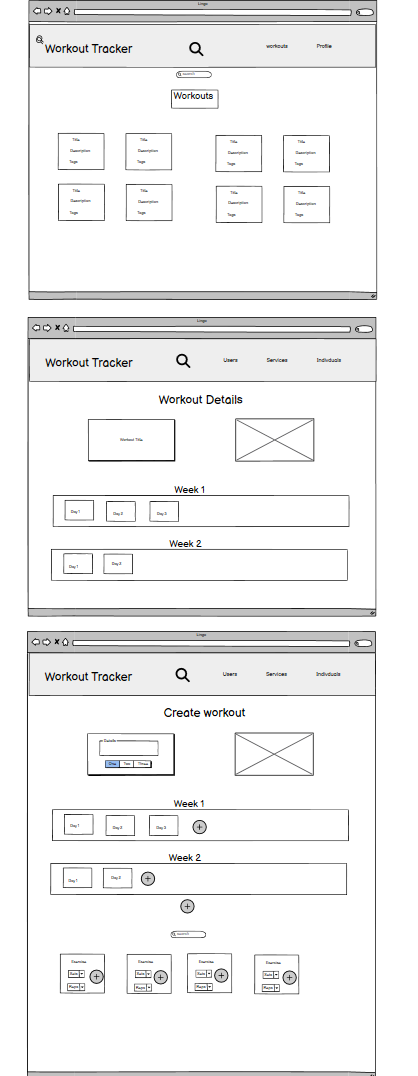 Lingo
Workout Tracker
workouts
Profile
search
Workouts
Title
Description
Tags
Title
Description
Tags
Title
Description
Tags
Title
Description
Tags
Title
Description
Tags
Title
Description
Tags
Title
Description
Tags
Title
Description
Tags
Lingo
Workout Tracker
Users
Services
Individuals
Workout Details
Workout Title
Week 1
Day 1
Day 2
Day 3
Week 2
Day 1
Day 2
Lingo
Workout Tracker
Users
Services
Individuals
Create workout
Details
One
Two
Three
Week 1
Day 1
Day 2
Day 3
Week 2
Day 1
Day 2
search
Exercise
Sets
Reps
Exercise
Sets
Reps
Exercise
Sets
Reps
Exercise
Sets
Reps